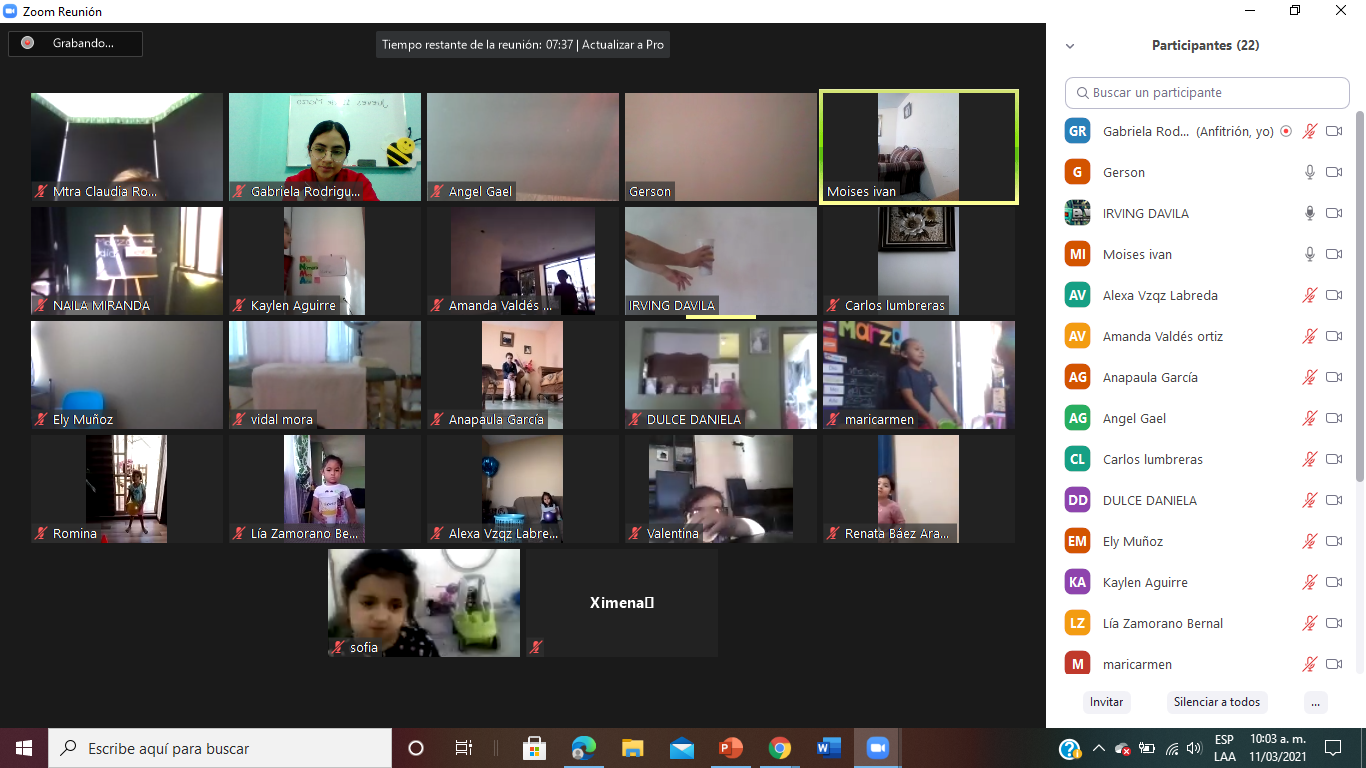 Zoom Reunión
Grabando...
Tiempo restante de la reunión: 07:37 | Actualizar a Pro
Mtra Claudia Ro...
Gabriela Rodrigu...
Angel Gael
Gerson
Moises ivan
NAILA MIRANDA
Kaylen Aguirre
Amanda Valdés ...
IRVING DAVILA
Carlos lumbreras
Ely Muñoz
vidal mora
Anapaula García
DULCE DANIELA
Marzo
maricarmen
Romina
Lía Zamorano Be...
Alexa Vzqz Labre...
Valentina
Renata Báez Ara...
sofia
Ximena
Participantes (22)
Buscar un participante
GR Gabriela Rod... (Anfitrión, yo)
G Gerson
IRVING DAVILA
MI Moises ivan
AV Alexa Vzqz Labreda
AV Amanda Valdés ortiz
AG Anapaula García
AG Angel Gael
CL Carlos lumbreras
DD DULCE DANIELA
EM Ely Muñoz
KA Kaylen Aguirre
LZ Lía Zamorano Bernal
M maricarmen
Invitar
Silenciar a todos
...
Escribe aquí para buscar
ESP
LAA
10:03 a. m.
11/03/2021